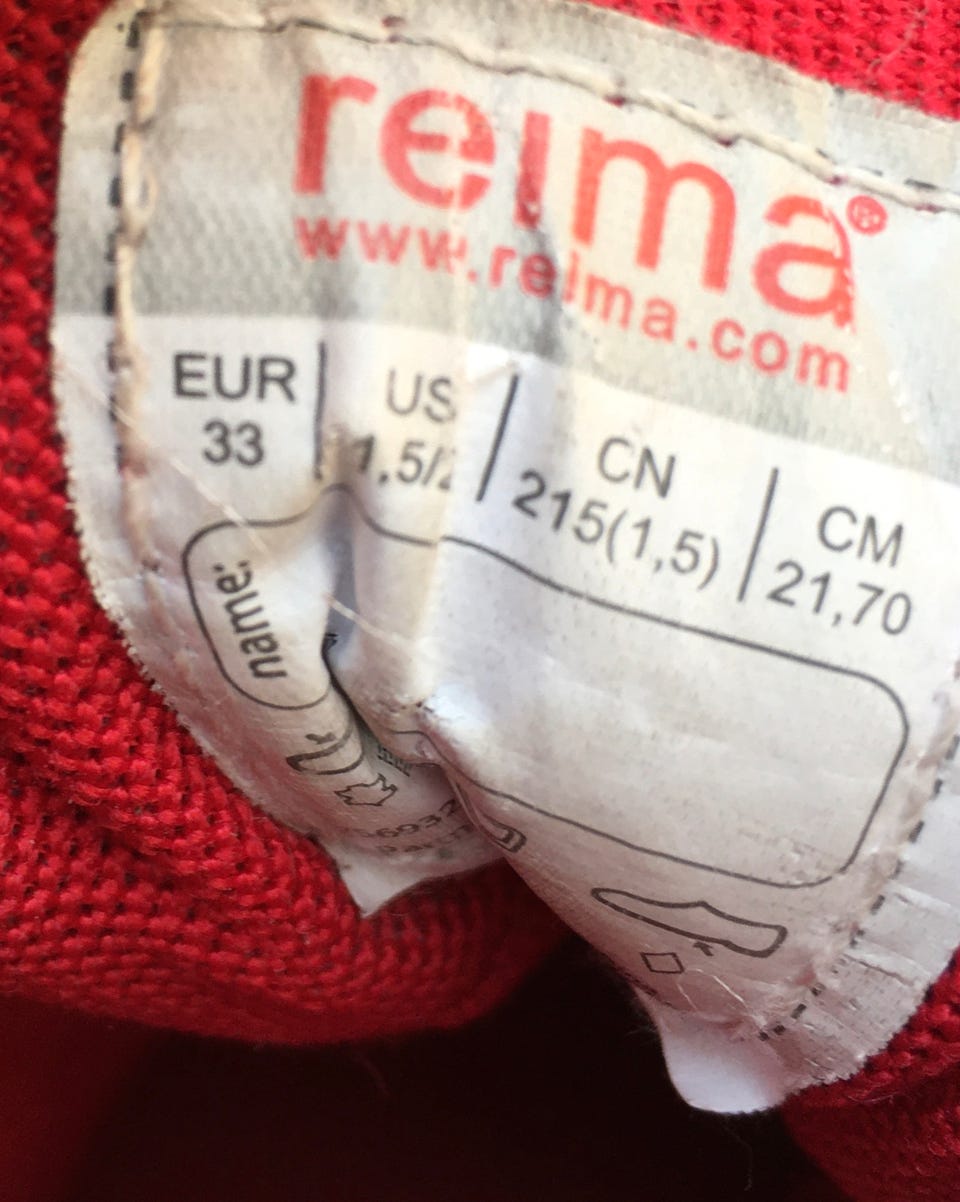 reima®
www.reima.com
EUR US CN CM
33 1,5/2 215(1,5) 21,70
name: